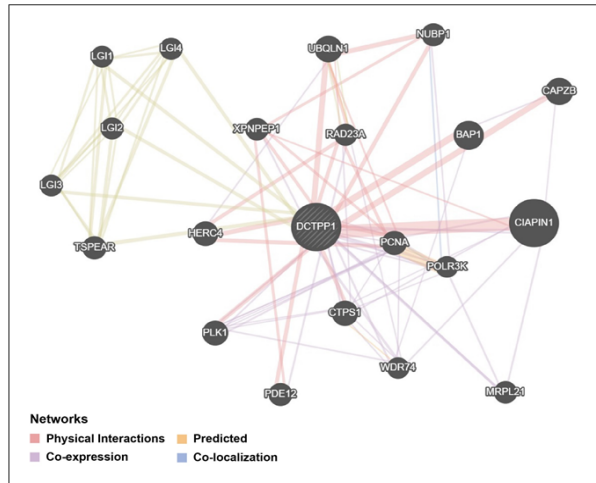 LGI1
LGI4
UBQLN1
NUBP1
CAPZB
LGI2
XPNPEP1
RAD23A
BAP1
LGI3
TSPEAR
HERC4
DCTPP1
PCNA
CIAPIN1
POLR3K
PLK1
CTPS1
WDR74
PDE12
MRPL21
Networks
Physical Interactions
Predicted
Co-expression
Co-localization